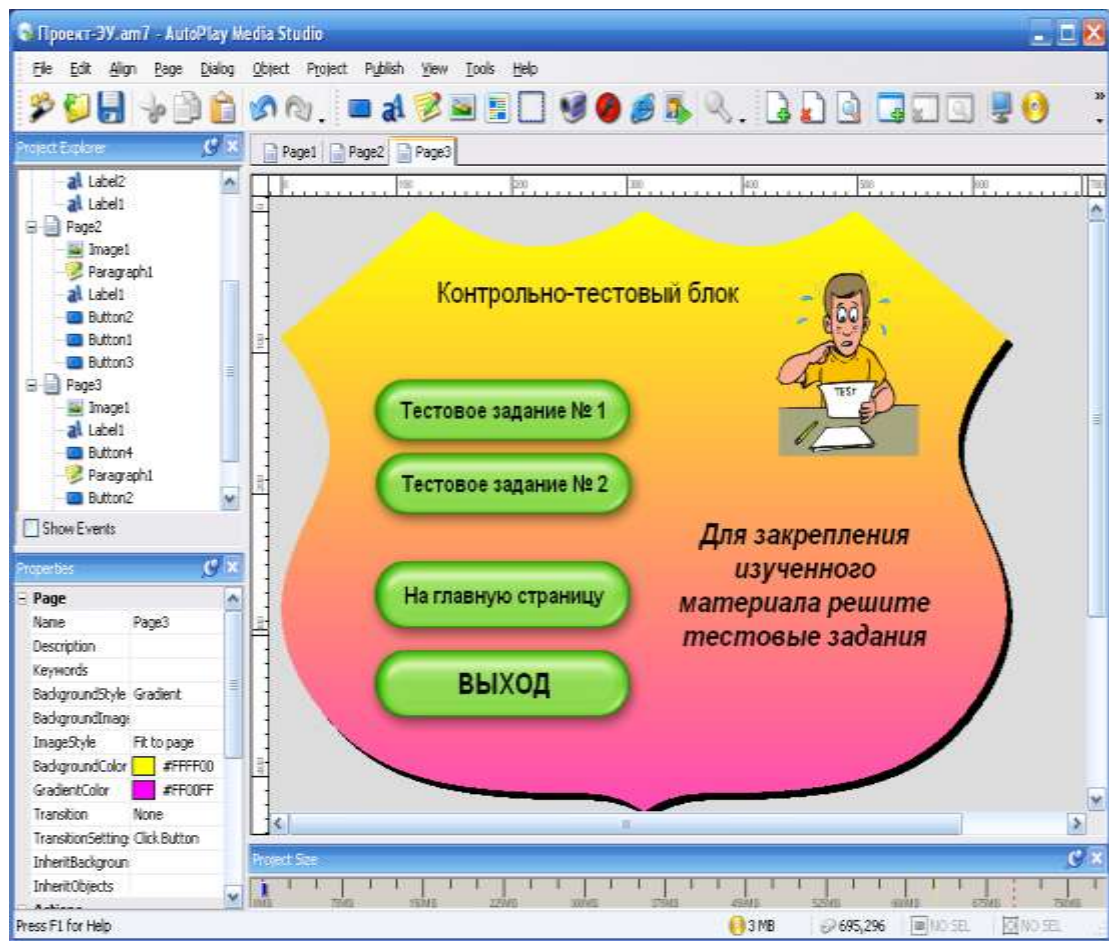 Проект-ЭУ.am7 - AutoPlay Media Studio
File Edit Align Page Dialog Object Project Publish View Tools Help
Project Explorer
Page1 Page2 Page3
Label2
Label1
Page2
Image1
Paragraph1
Label1
Button2
Button1
Button3
Page3
Image1
Label1
Button4
Paragraph1
Button2
Show Events
Properties
Page
Name Page3
Description
Keywords
BackgroundStyle Gradient
BackgroundImage
ImageStyle Fit to page
BackgroundColor #FFFF00
GradientColor #FF00FF
Transition None
TransitionSetting: Click Button
InheritBackgroun
InheritObjects
Actions
Контрольно-тестовый блок
TEST
Тестовое задание № 1
Тестовое задание № 2
На главную страницу
ВЫХОД
Для закрепления
изученного
материала решите
тестовые задания
Project Size
Press F1 for Help
3 MB 695,296 NO SEL NO SEL